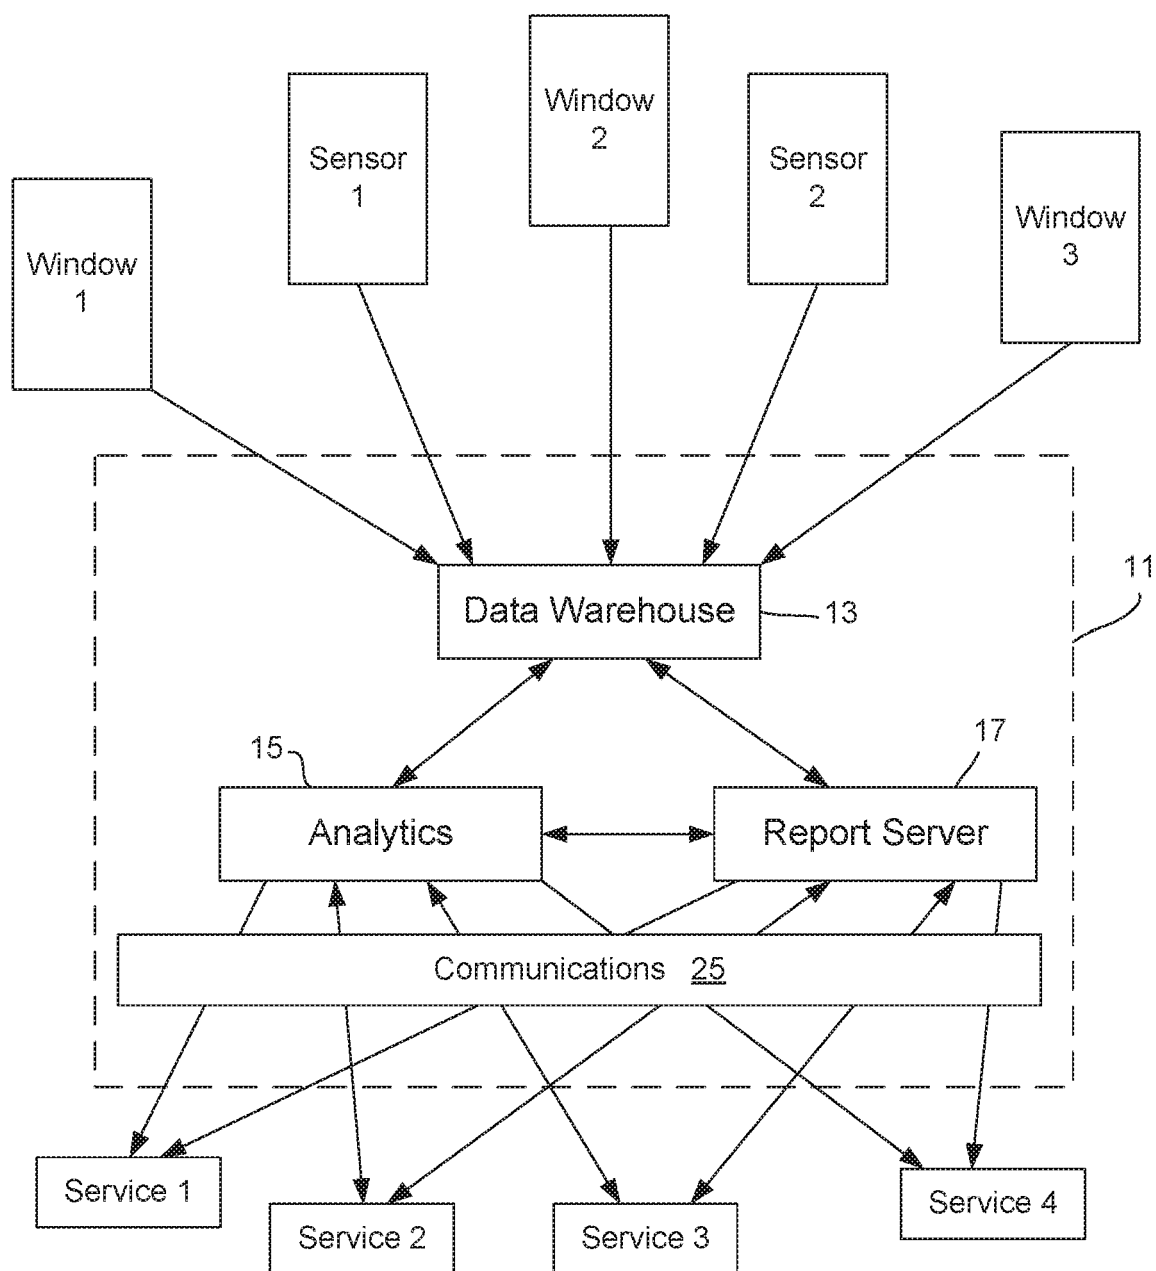 Window
2
Sensor
1
Sensor
2
Window
3
Window
1
11
Data Warehouse
13
15
17
Analytics
Report Server
Communications 25
Service 1
Service 2
Service 3
Service 4